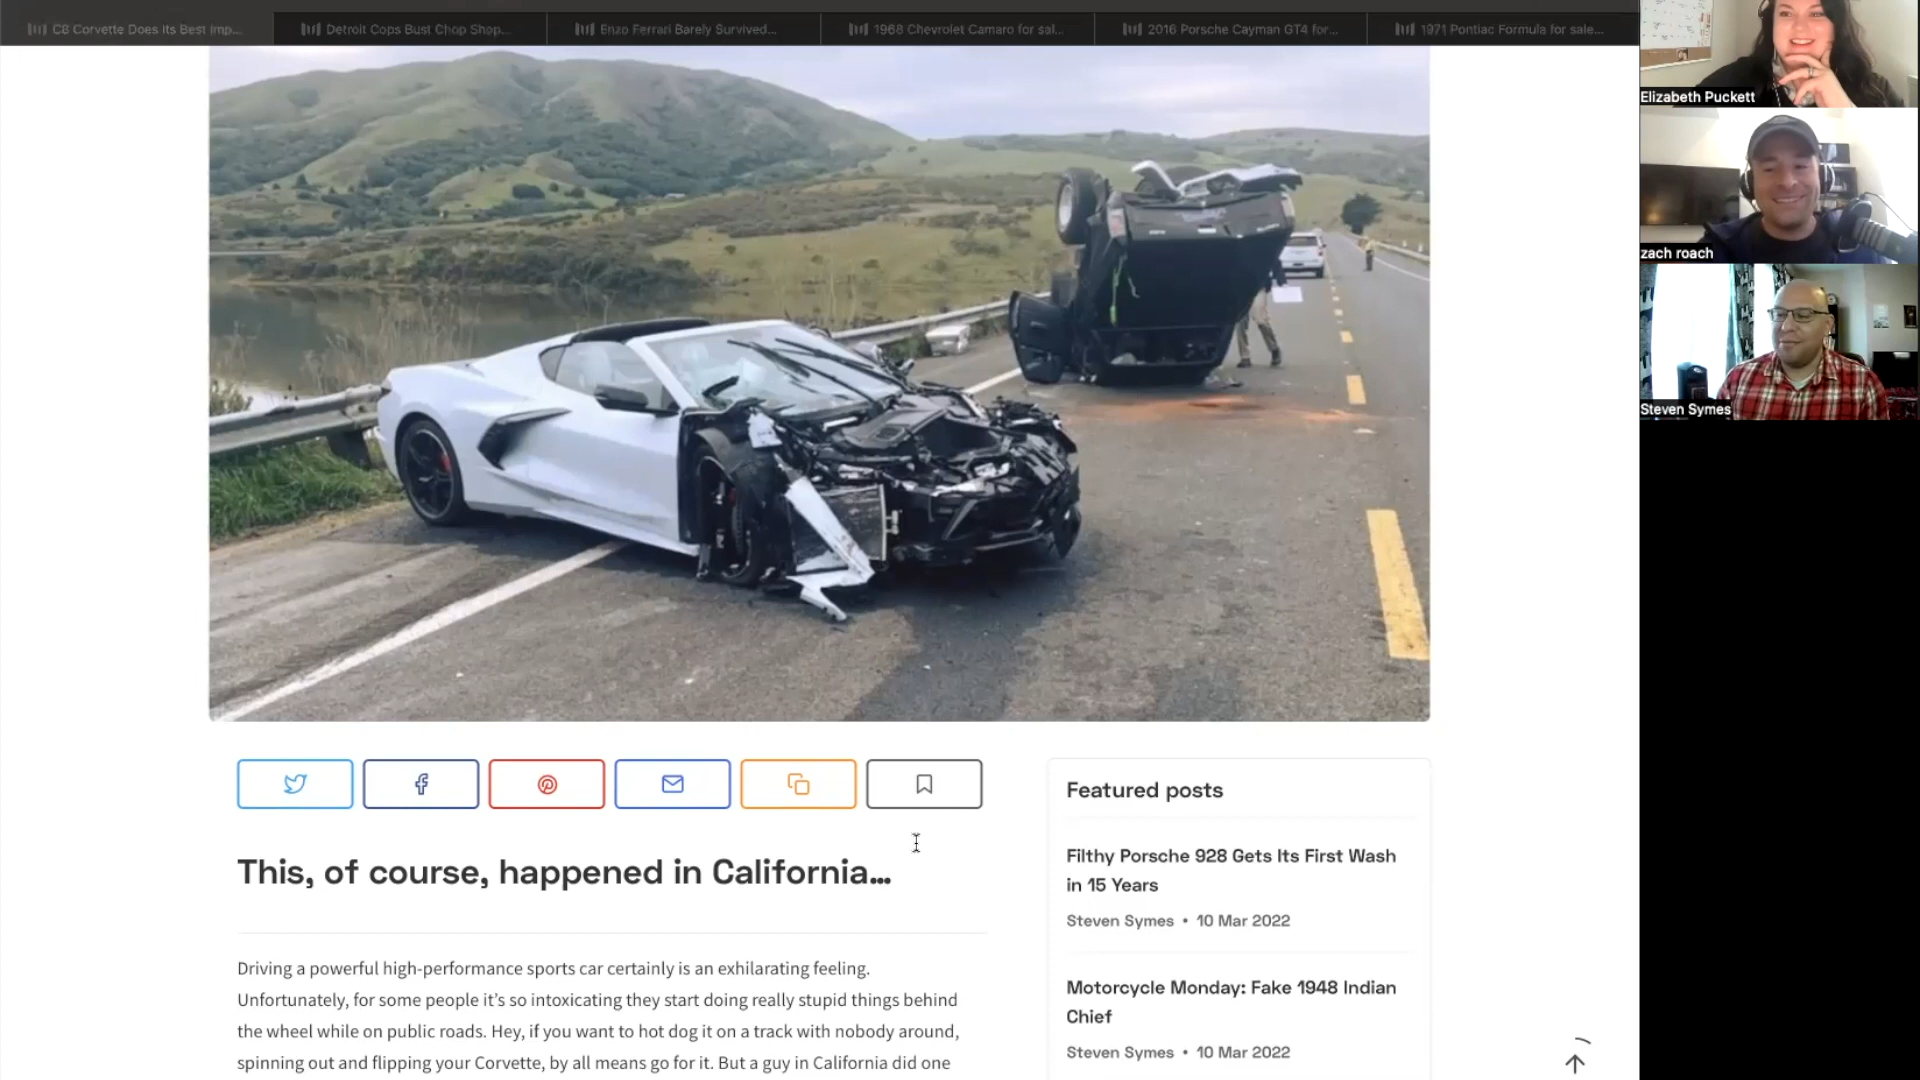 C8 Corvette Does Its Best Imp...
Detroit Cops Bust Chop Shop...
Enzo Ferrari Barely Survived...
1968 Chevrolet Camaro for sal...
2016 Porsche Cayman GT4 for...
1971 Pontiac Formula for sale...
Elizabeth Puckett
zach roach
Steven Symes
This, of course, happened in California...
Driving a powerful high-performance sports car certainly is an exhilarating feeling.
Unfortunately, for some people it's so intoxicating they start doing really stupid things behind
the wheel while on public roads. Hey, if you want to hot dog it on a track with nobody around,
spinning out and flipping your Corvette, by all means go for it. But a guy in California did one
Featured posts
Filthy Porsche 928 Gets Its First Wash
in 15 Years
Steven Symes • 10 Mar 2022
Motorcycle Monday: Fake 1948 Indian
Chief
Steven Symes • 10 Mar 2022